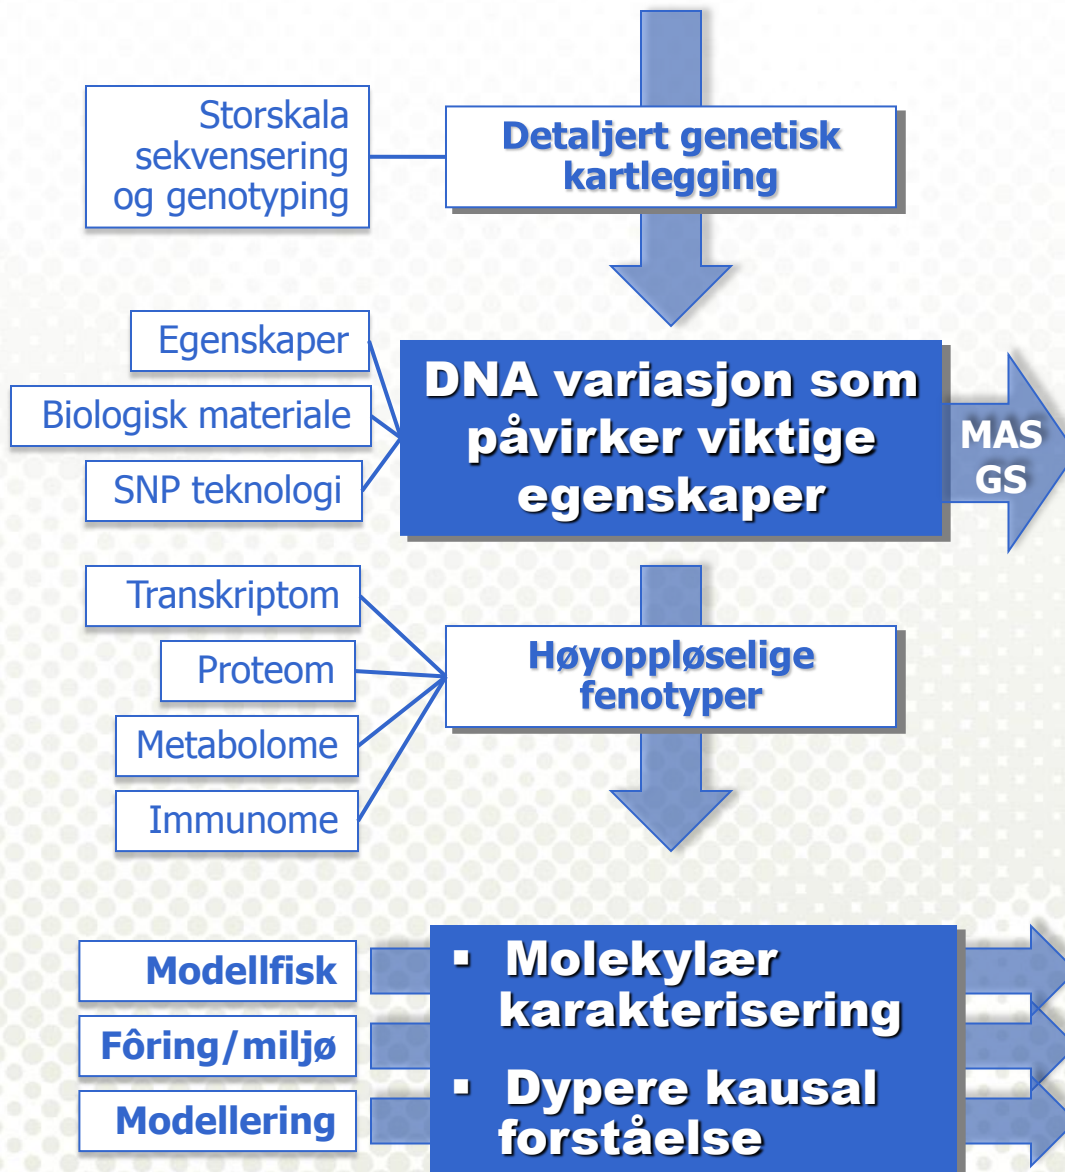 Storskala
sekvensering
og genotyping
Detaljert genetisk
kartlegging
Egenskaper
Biologisk materiale
SNP teknologi
DNA variasjon som
påvirker viktige
egenskaper
MAS
GS
Transkriptom
Proteom
Metabolome
Immunome
Høyoppløselige
fenotyper
Modellfisk
Fôring/miljø
Modellering
▪ Molekylær
karakterisering
▪ Dypere kausal
forståelse